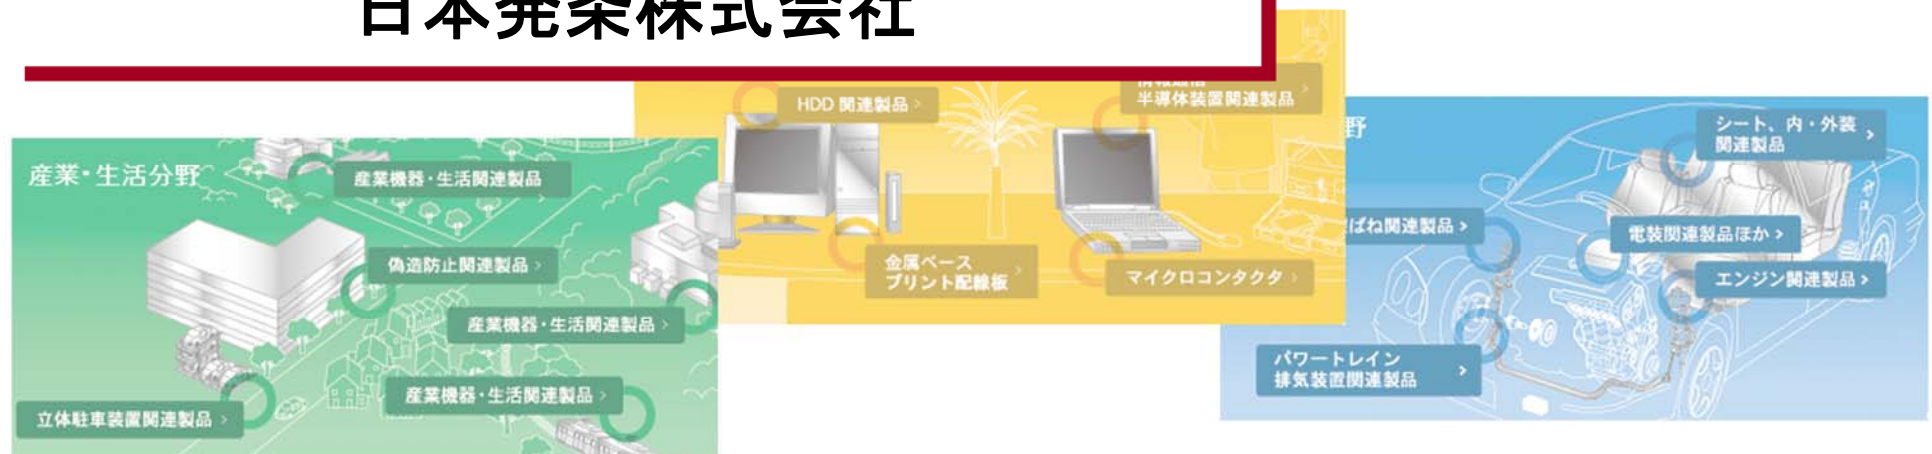 日本発条株式会社
産業・生活分野
産業機器・生活関連製品
偽造防止関連製品 >
産業機器・生活関連製品 >
産業機器・生活関連製品 >
立体駐車装置関連製品 >
HDD 関連製品 >
情報通信
半導体装置関連製品 >
金属ベース
プリント配線板 >
マイクロコンタクタ >
野
シート、内・外装
関連製品 >
ばね関連製品 >
電装関連製品ほか >
エンジン関連製品 >
パワートレイン
排気装置関連製品 >